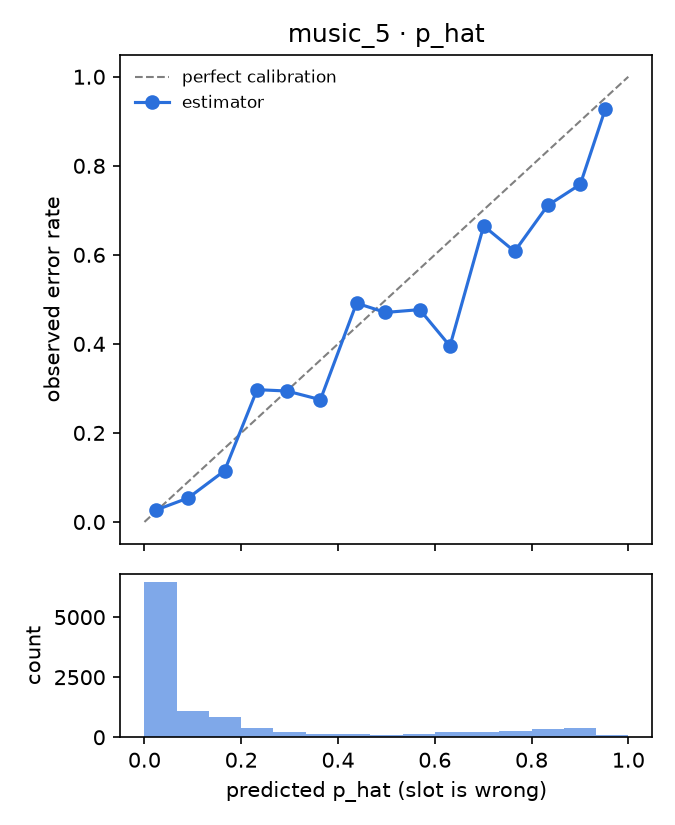 music_5 · p_hat
perfect calibration
estimator
observed error rate
1.0
0.8
0.6
0.4
0.2
0.0
count
5000
2500
0
0.0 0.2 0.4 0.6 0.8 1.0
predicted p_hat (slot is wrong)